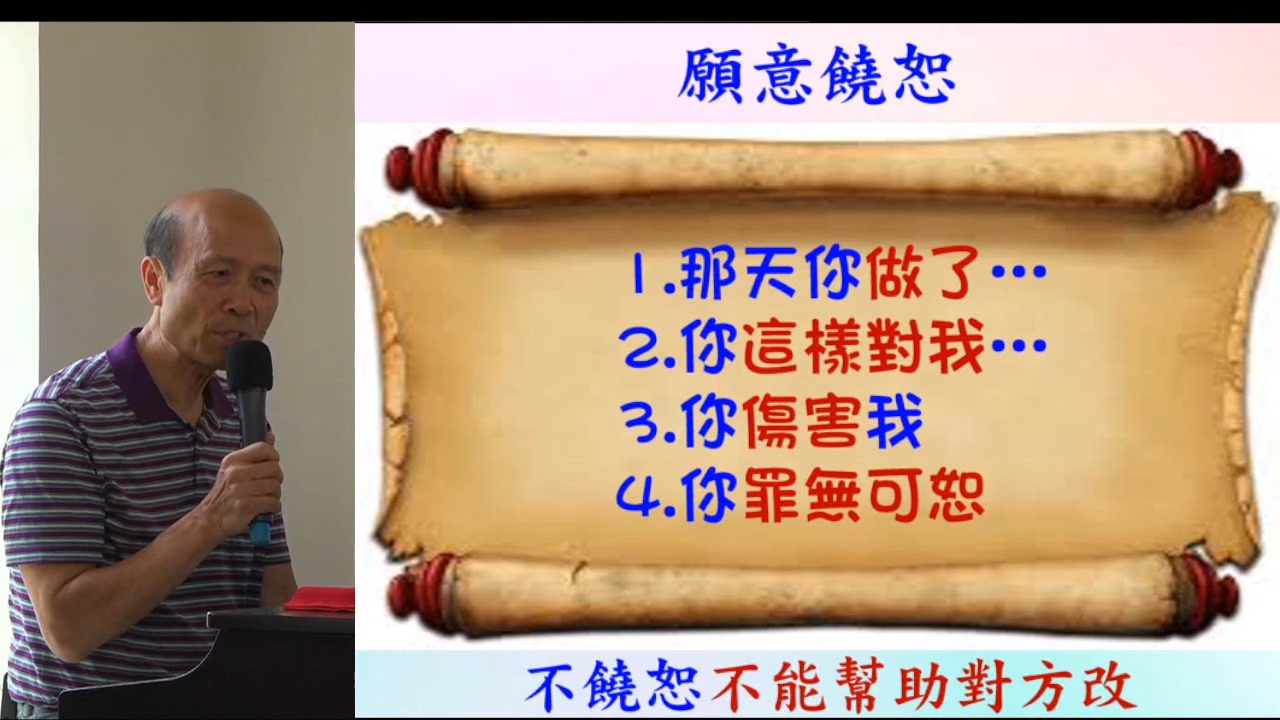 願意饒恕
1.那天你做了…
2.你這樣對我…
3.你傷害我
4.你罪無可恕
不饒恕不能幫助對方改